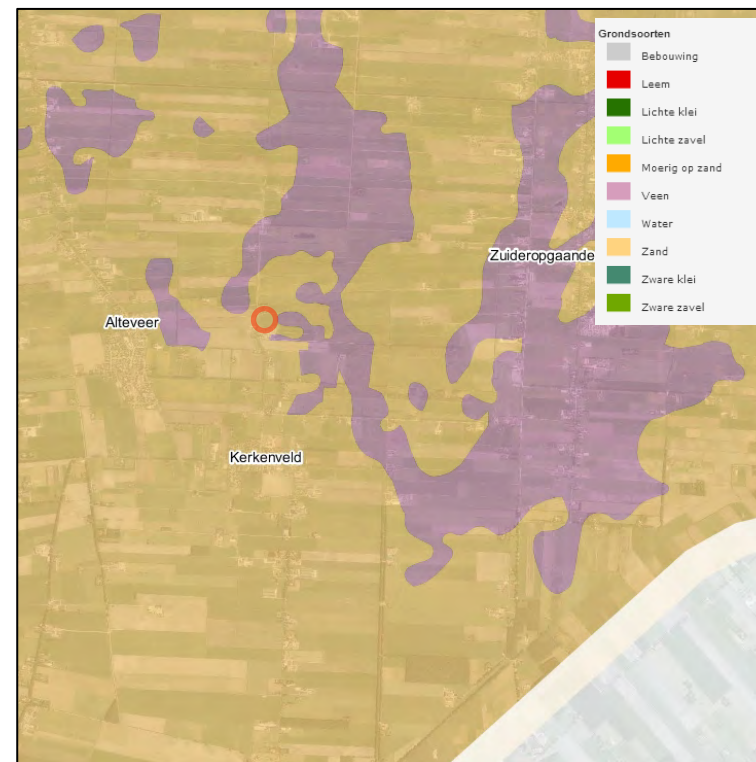 Grondsoorten
Bebouwing
Leem
Lichte klei
Lichte zavel
Moerig op zand
Veen
Water
Zand
Zware klei
Zware zavel
Zuideropgaande
Alteveer
Kerkenveld